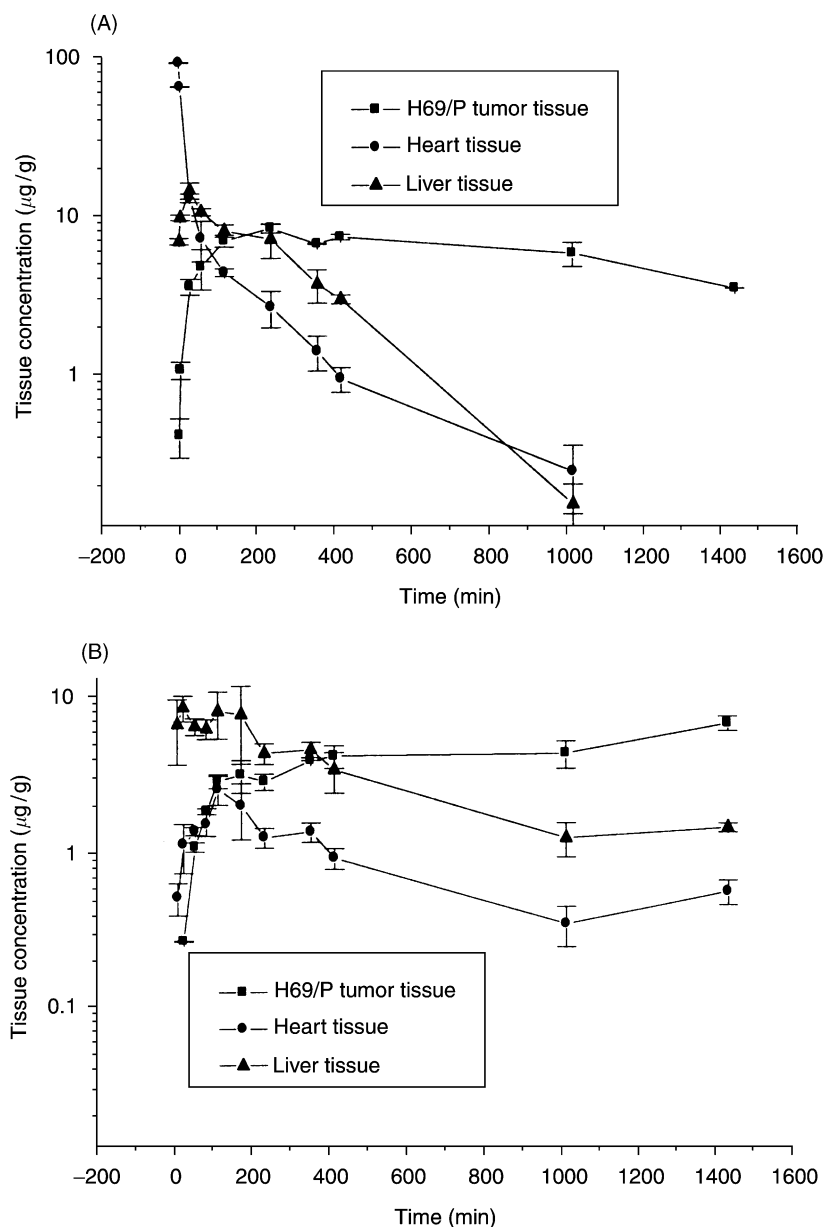 (A)
Tissue concentration (μg/g)
100
10
1
H69/P tumor tissue
Heart tissue
Liver tissue
−200 0 200 400 600 800 1000 1200 1400 1600
Time (min)
(B)
Tissue concentration (μg/g)
10
1
0.1
H69/P tumor tissue
Heart tissue
Liver tissue
−200 0 200 400 600 800 1000 1200 1400 1600
Time (min)